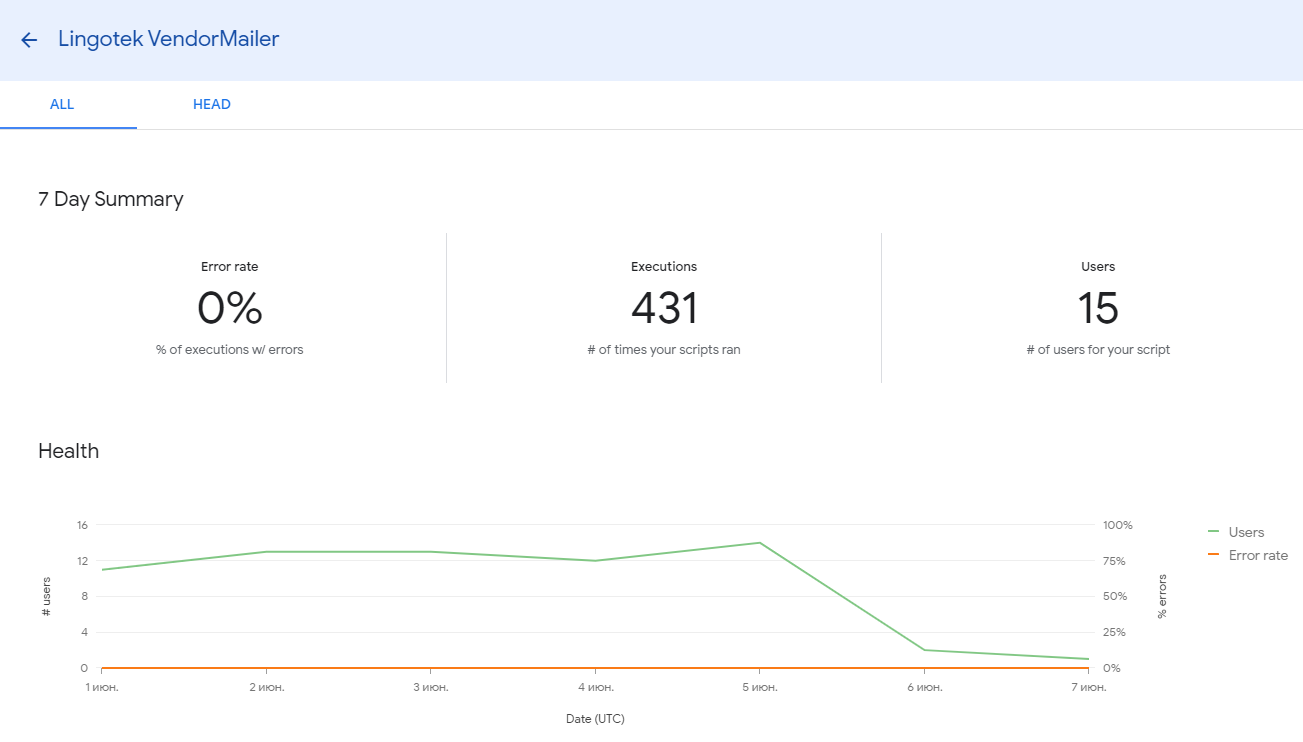 Lingotek VendorMailer
ALL HEAD
7 Day Summary
Error rate Executions Users
0% 431 15
% of executions w/ errors # of times your scripts ran # of users for your script
Health
16 100% Users
12 75% Error rate
8 50%
# users % errors
4 25%
0 0%
1 июн. 2 июн. 3 июн. 4 июн. 5 июн. 6 июн. 7 июн.
Date (UTC)